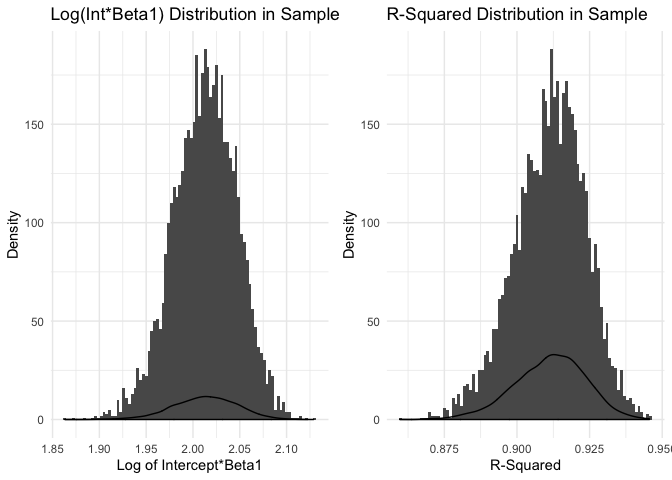 Log(Int*Beta1) Distribution in Sample
150
100
50
0
Density
1.85 1.90 1.95 2.00 2.05 2.10
Log of Intercept*Beta1
R-Squared Distribution in Sample
150
100
50
0
Density
0.875 0.900 0.925 0.950
R-Squared